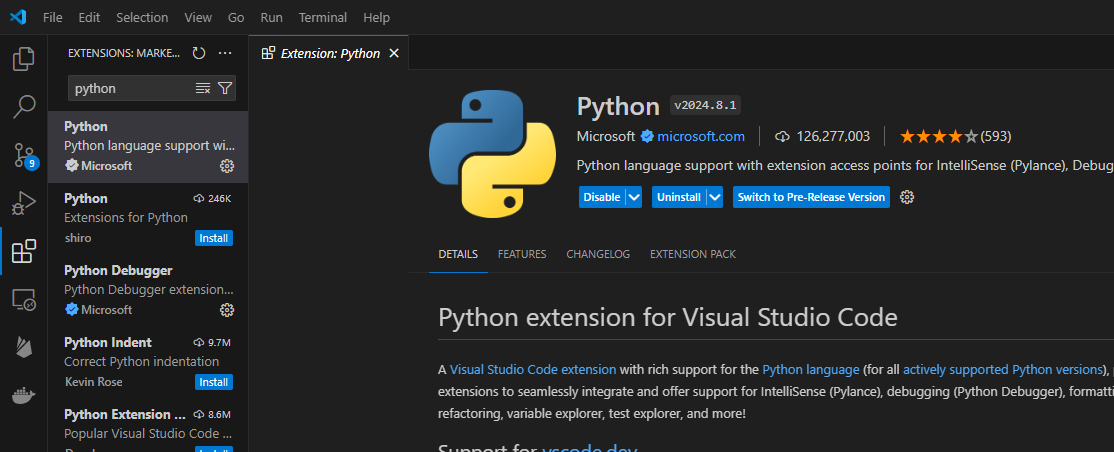 File Edit Selection View Go Run Terminal Help
EXTENSIONS: MARKE...
python
Python
Python language support wi...
Microsoft
Python 246K
Extensions for Python
shiro Install
Python Debugger
Python Debugger extension...
Microsoft
Python Indent 9.7M
Correct Python indentation
Kevin Rose Install
Python Extension ... 8.6M
Popular Visual Studio Code ...
9
Extension: Python
Python v2024.8.1
Microsoft microsoft.com 126,277,003 (593)
Python language support with extension access points for IntelliSense (Pylance), Debug
Disable Uninstall Switch to Pre-Release Version
DETAILS FEATURES CHANGELOG EXTENSION PACK
Python extension for Visual Studio Code
A Visual Studio Code extension with rich support for the Python language (for all actively supported Python versions),
extensions to seamlessly integrate and offer support for IntelliSense (Pylance), debugging (Python Debugger), formatti
refactoring, variable explorer, test explorer, and more!
Support for vscode.dev